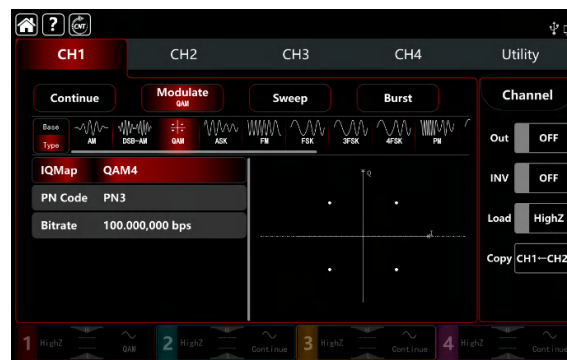 ? CNT
CH1 CH2 CH3 CH4 Utility
Continue Modulate Sweep Burst Channel
QAM
Base
Type AM DSB-AM QAM ASK FM FSK 3FSK 4FSK PM
Out OFF
IQMap QAM4
Q
INV OFF
PN Code PN3
Bitrate 100.000,000 bps
Load HighZ
I
Copy CH1←CH2
1 HighZ QAM 2 HighZ Continue 3 HighZ Continue 4 HighZ Continue